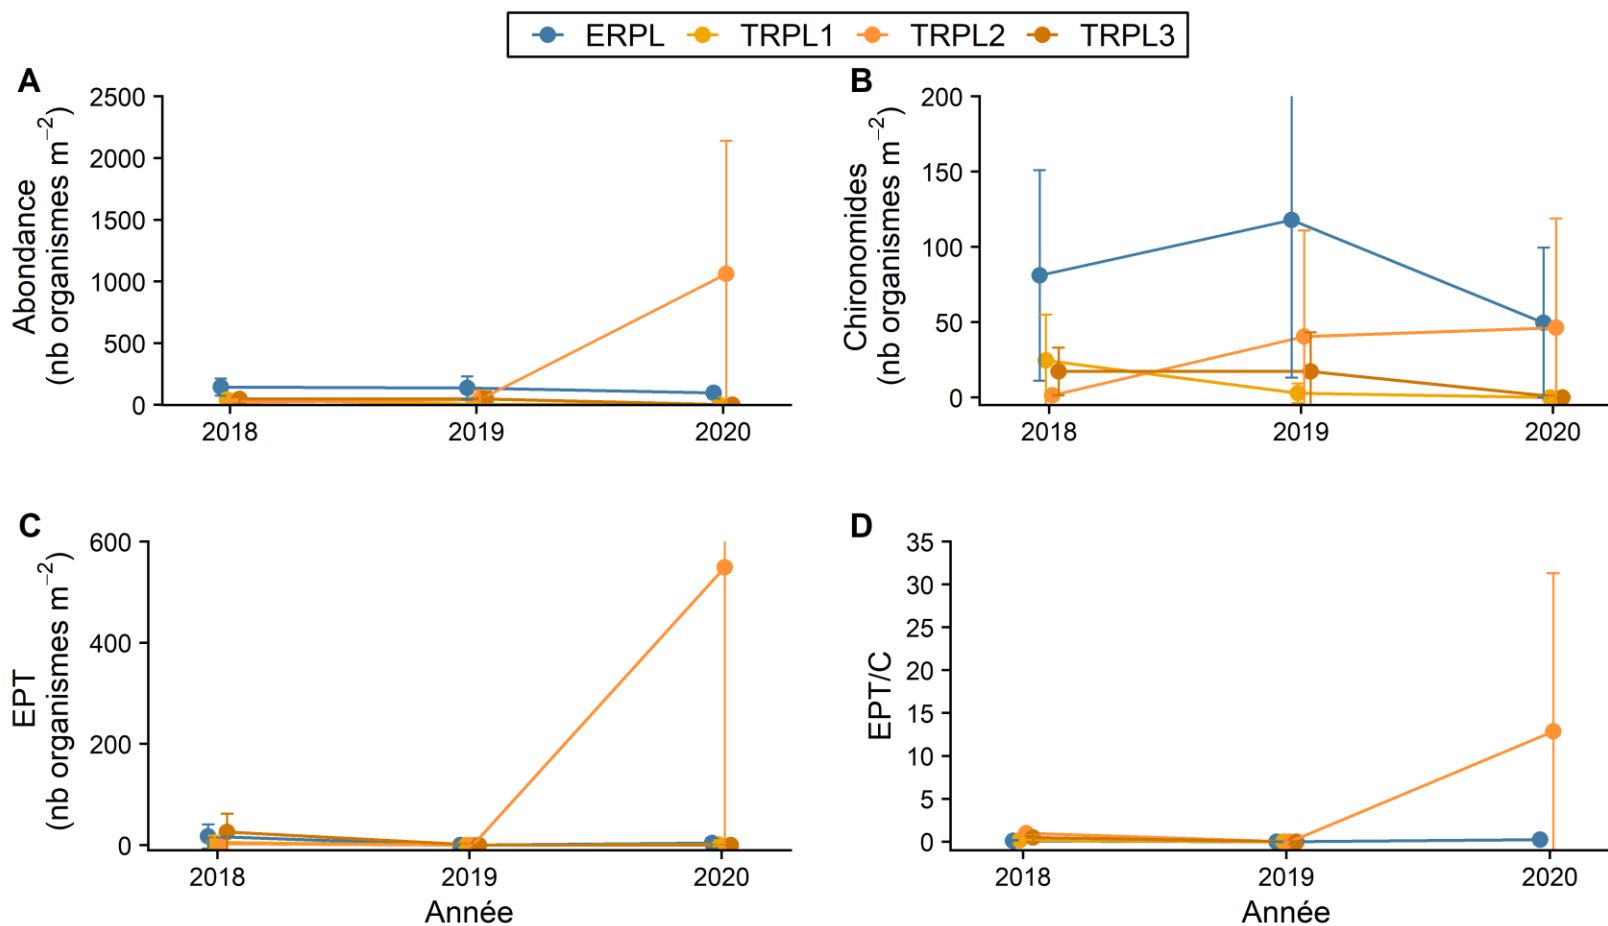 ERPL TRPL1 TRPL2 TRPL3
A
Abondance
(nb organismes m⁻²)
2500
2000
1500
1000
500
0
2018 2019 2020
B
Chironomides
(nb organismes m⁻²)
200
150
100
50
0
2018 2019 2020
C
EPT
(nb organismes m⁻²)
600
400
200
0
2018 2019 2020
Année
D
EPT/C
35
30
25
20
15
10
5
0
2018 2019 2020
Année